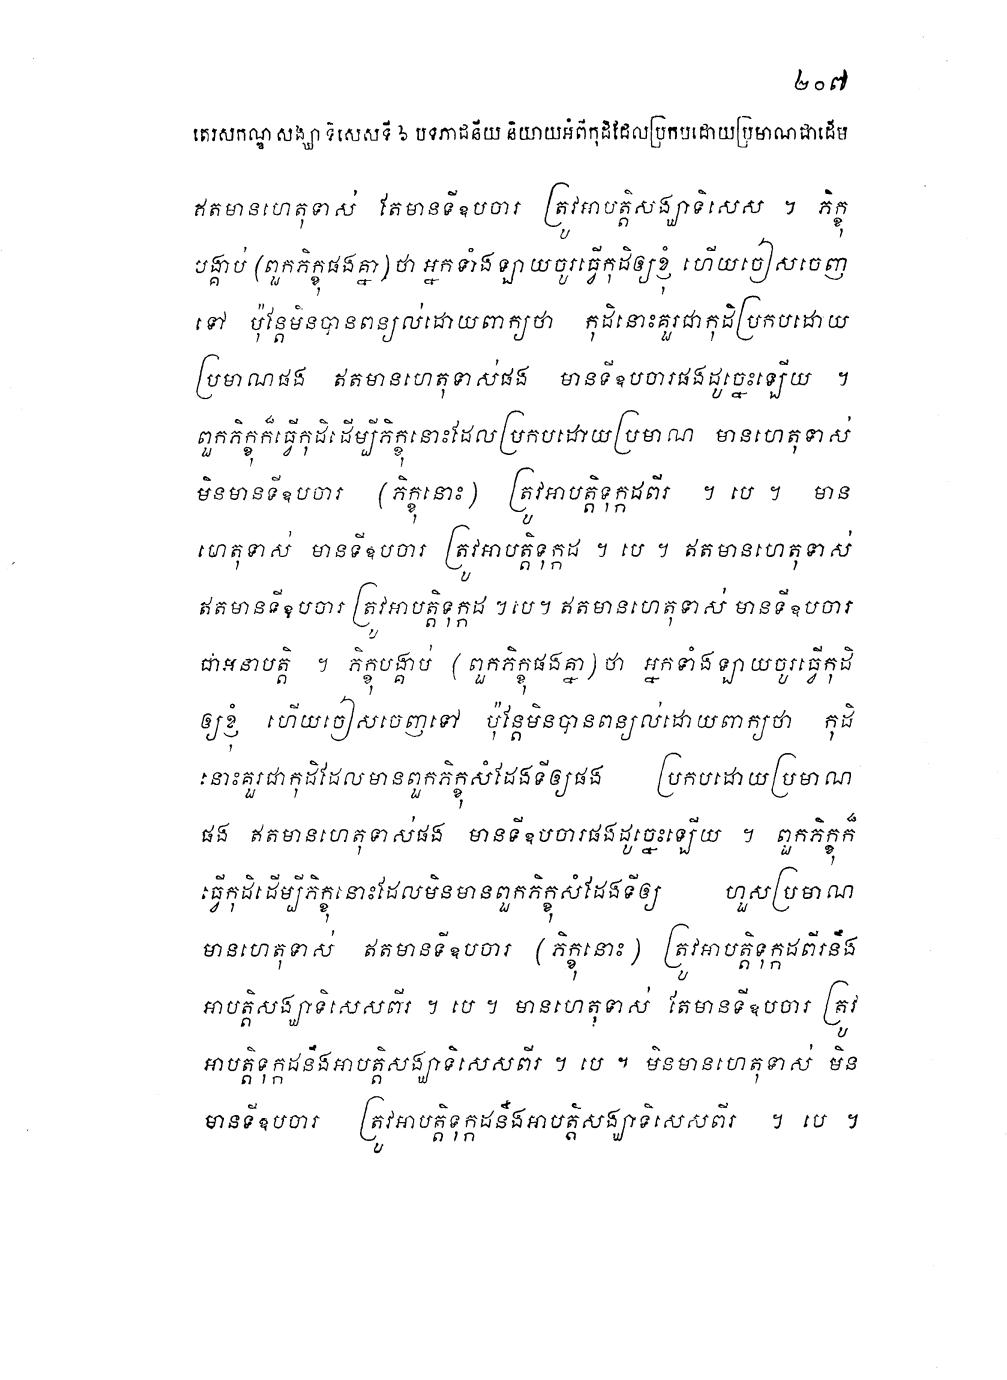 ២០៧
តេរសកណ្ឌ សង្ឃាទិសេសទី ៦ បទភាជនីយ និយាយអំពីកុដិដែលប្រកបដោយប្រមាណជាដើម
ឥតមានហេតុទាស់ តែមានទីឧបចារ ត្រូវអាបត្តិសង្ឃាទិសេស ។ ភិក្ខុ
បង្គាប់ (ពួកភិក្ខុផងគ្នា) ថា អ្នកទាំងឡាយចូរធ្វើកុដិឲ្យខ្ញុំ ហើយចៀសចេញ
ទៅ ប៉ុន្តែមិនបានពន្យល់ដោយពាក្យថា កុដិនោះគួរជាកុដិប្រកបដោយ
ប្រមាណផង ឥតមានហេតុទាស់ផង មានទីឧបចារផងដូច្នេះឡើយ ។
ពួកភិក្ខុក៏ធ្វើកុដិដើម្បីភិក្ខុនោះដែលប្រកបដោយប្រមាណ មានហេតុទាស់
មិនមានទីឧបចារ (ភិក្ខុនោះ) ត្រូវអាបត្តិទុក្កដពីរ ។ បេ ។ មាន
ហេតុទាស់ មានទីឧបចារ ត្រូវអាបត្តិទុក្កដ ។ បេ ។ ឥតមានហេតុទាស់
ឥតមានទីឧបចារ ត្រូវអាបត្តិទុក្កដ ។ បេ ។ ឥតមានហេតុទាស់ មានទីឧបចារ
ជាអនាបត្តិ ។ ភិក្ខុបង្គាប់ (ពួកភិក្ខុផងគ្នា) ថា អ្នកទាំងឡាយចូរធ្វើកុដិ
ឲ្យខ្ញុំ ហើយចៀសចេញទៅ ប៉ុន្តែមិនបានពន្យល់ដោយពាក្យថា កុដិ
នោះគួរជាកុដិដែលមានពួកភិក្ខុសំដែងទីឲ្យផង ប្រកបដោយប្រមាណ
ផង ឥតមានហេតុទាស់ផង មានទីឧបចារផងដូច្នេះឡើយ ។ ពួកភិក្ខុក៏
ធ្វើកុដិដើម្បីភិក្ខុនោះដែលមិនមានពួកភិក្ខុសំដែងទីឲ្យ ហួសប្រមាណ
មានហេតុទាស់ ឥតមានទីឧបចារ (ភិក្ខុនោះ) ត្រូវអាបត្តិទុក្កដពីរនឹង
អាបត្តិសង្ឃាទិសេសពីរ ។ បេ ។ មានហេតុទាស់ តែមានទីឧបចារ ត្រូវ
អាបត្តិទុក្កដនឹងអាបត្តិសង្ឃាទិសេសពីរ ។ បេ ។ មិនមានហេតុទាស់ មិន
មានទីឧបចារ ត្រូវអាបត្តិទុក្កដនឹងអាបត្តិសង្ឃាទិសេសពីរ ។ បេ ។